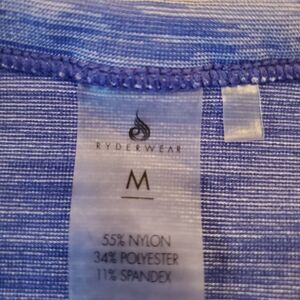 RYDERWEAR
M
55% NYLON
34% POLYESTER
11% SPANDEX